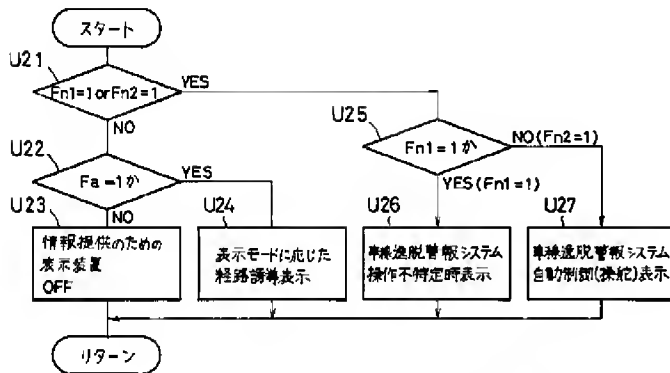 スタート
U21
Fn1=1 or Fn2=1
YES
NO
U22
Fa=1か
YES
NO
U23
情報提供のための
表示装置
OFF
U24
表示モードに応じた
経路誘導表示
U25
Fn1=1か
NO(Fn2=1)
YES(Fn1=1)
U26
車線逸脱警報システム
操作不特定時表示
U27
車線逸脱警報システム
自動制御(操舵)表示
リターン